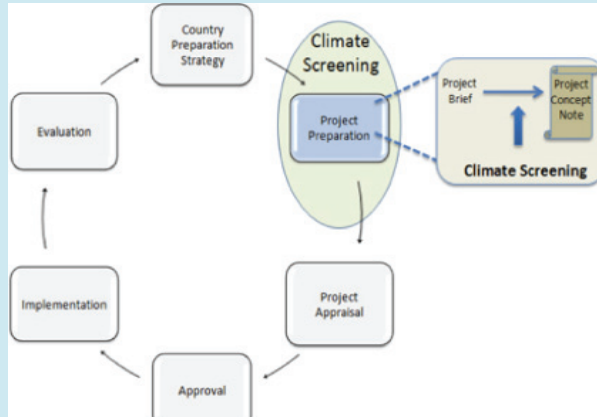 Country
Preparation
Strategy
Climate
Screening
Project
Preparation
Project
Brief
Project
Concept
Note
Climate Screening
Project
Appraisal
Approval
Implementation
Evaluation